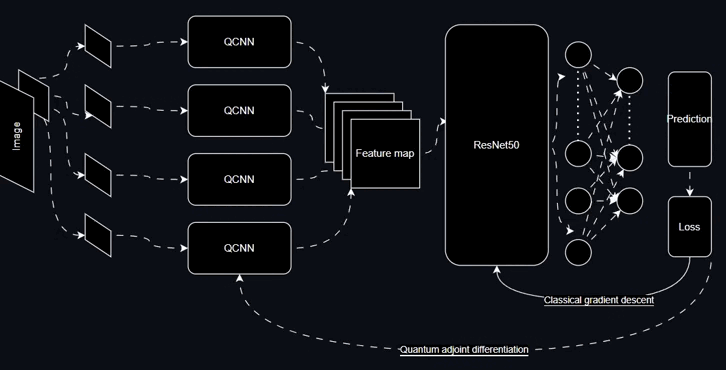 Image
QCNN
QCNN
QCNN
QCNN
Feature map
ResNet50
Prediction
Loss
Classical gradient descent
Quantum adjoint differentiation